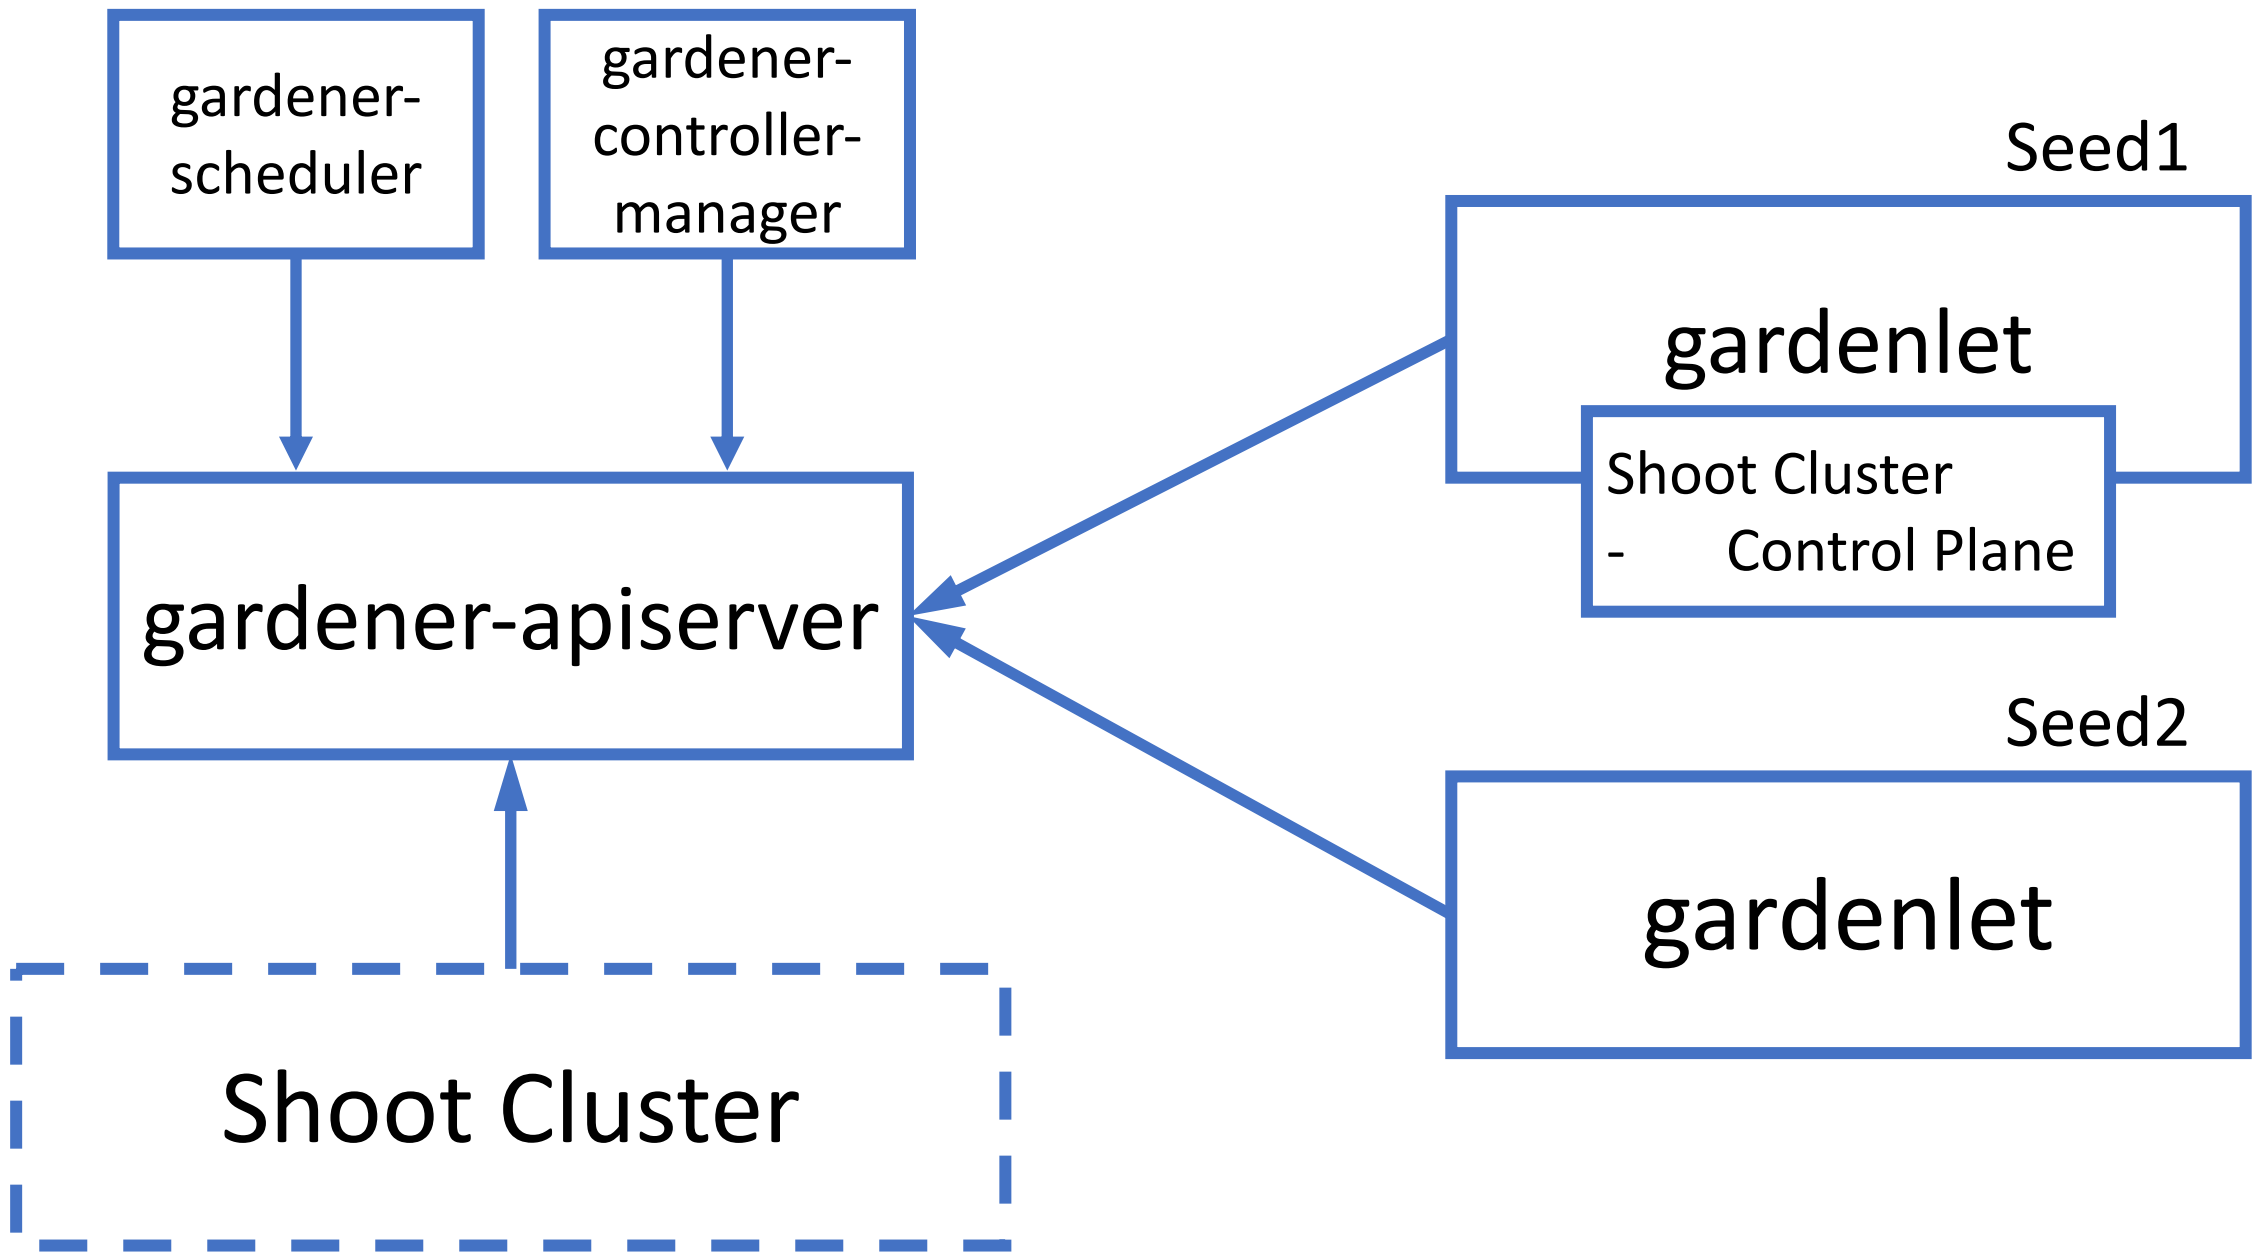 gardener-
scheduler
gardener-
controller-
manager
Seed1
gardenlet
Shoot Cluster
- Control Plane
gardener-apiserver
Seed2
gardenlet
Shoot Cluster